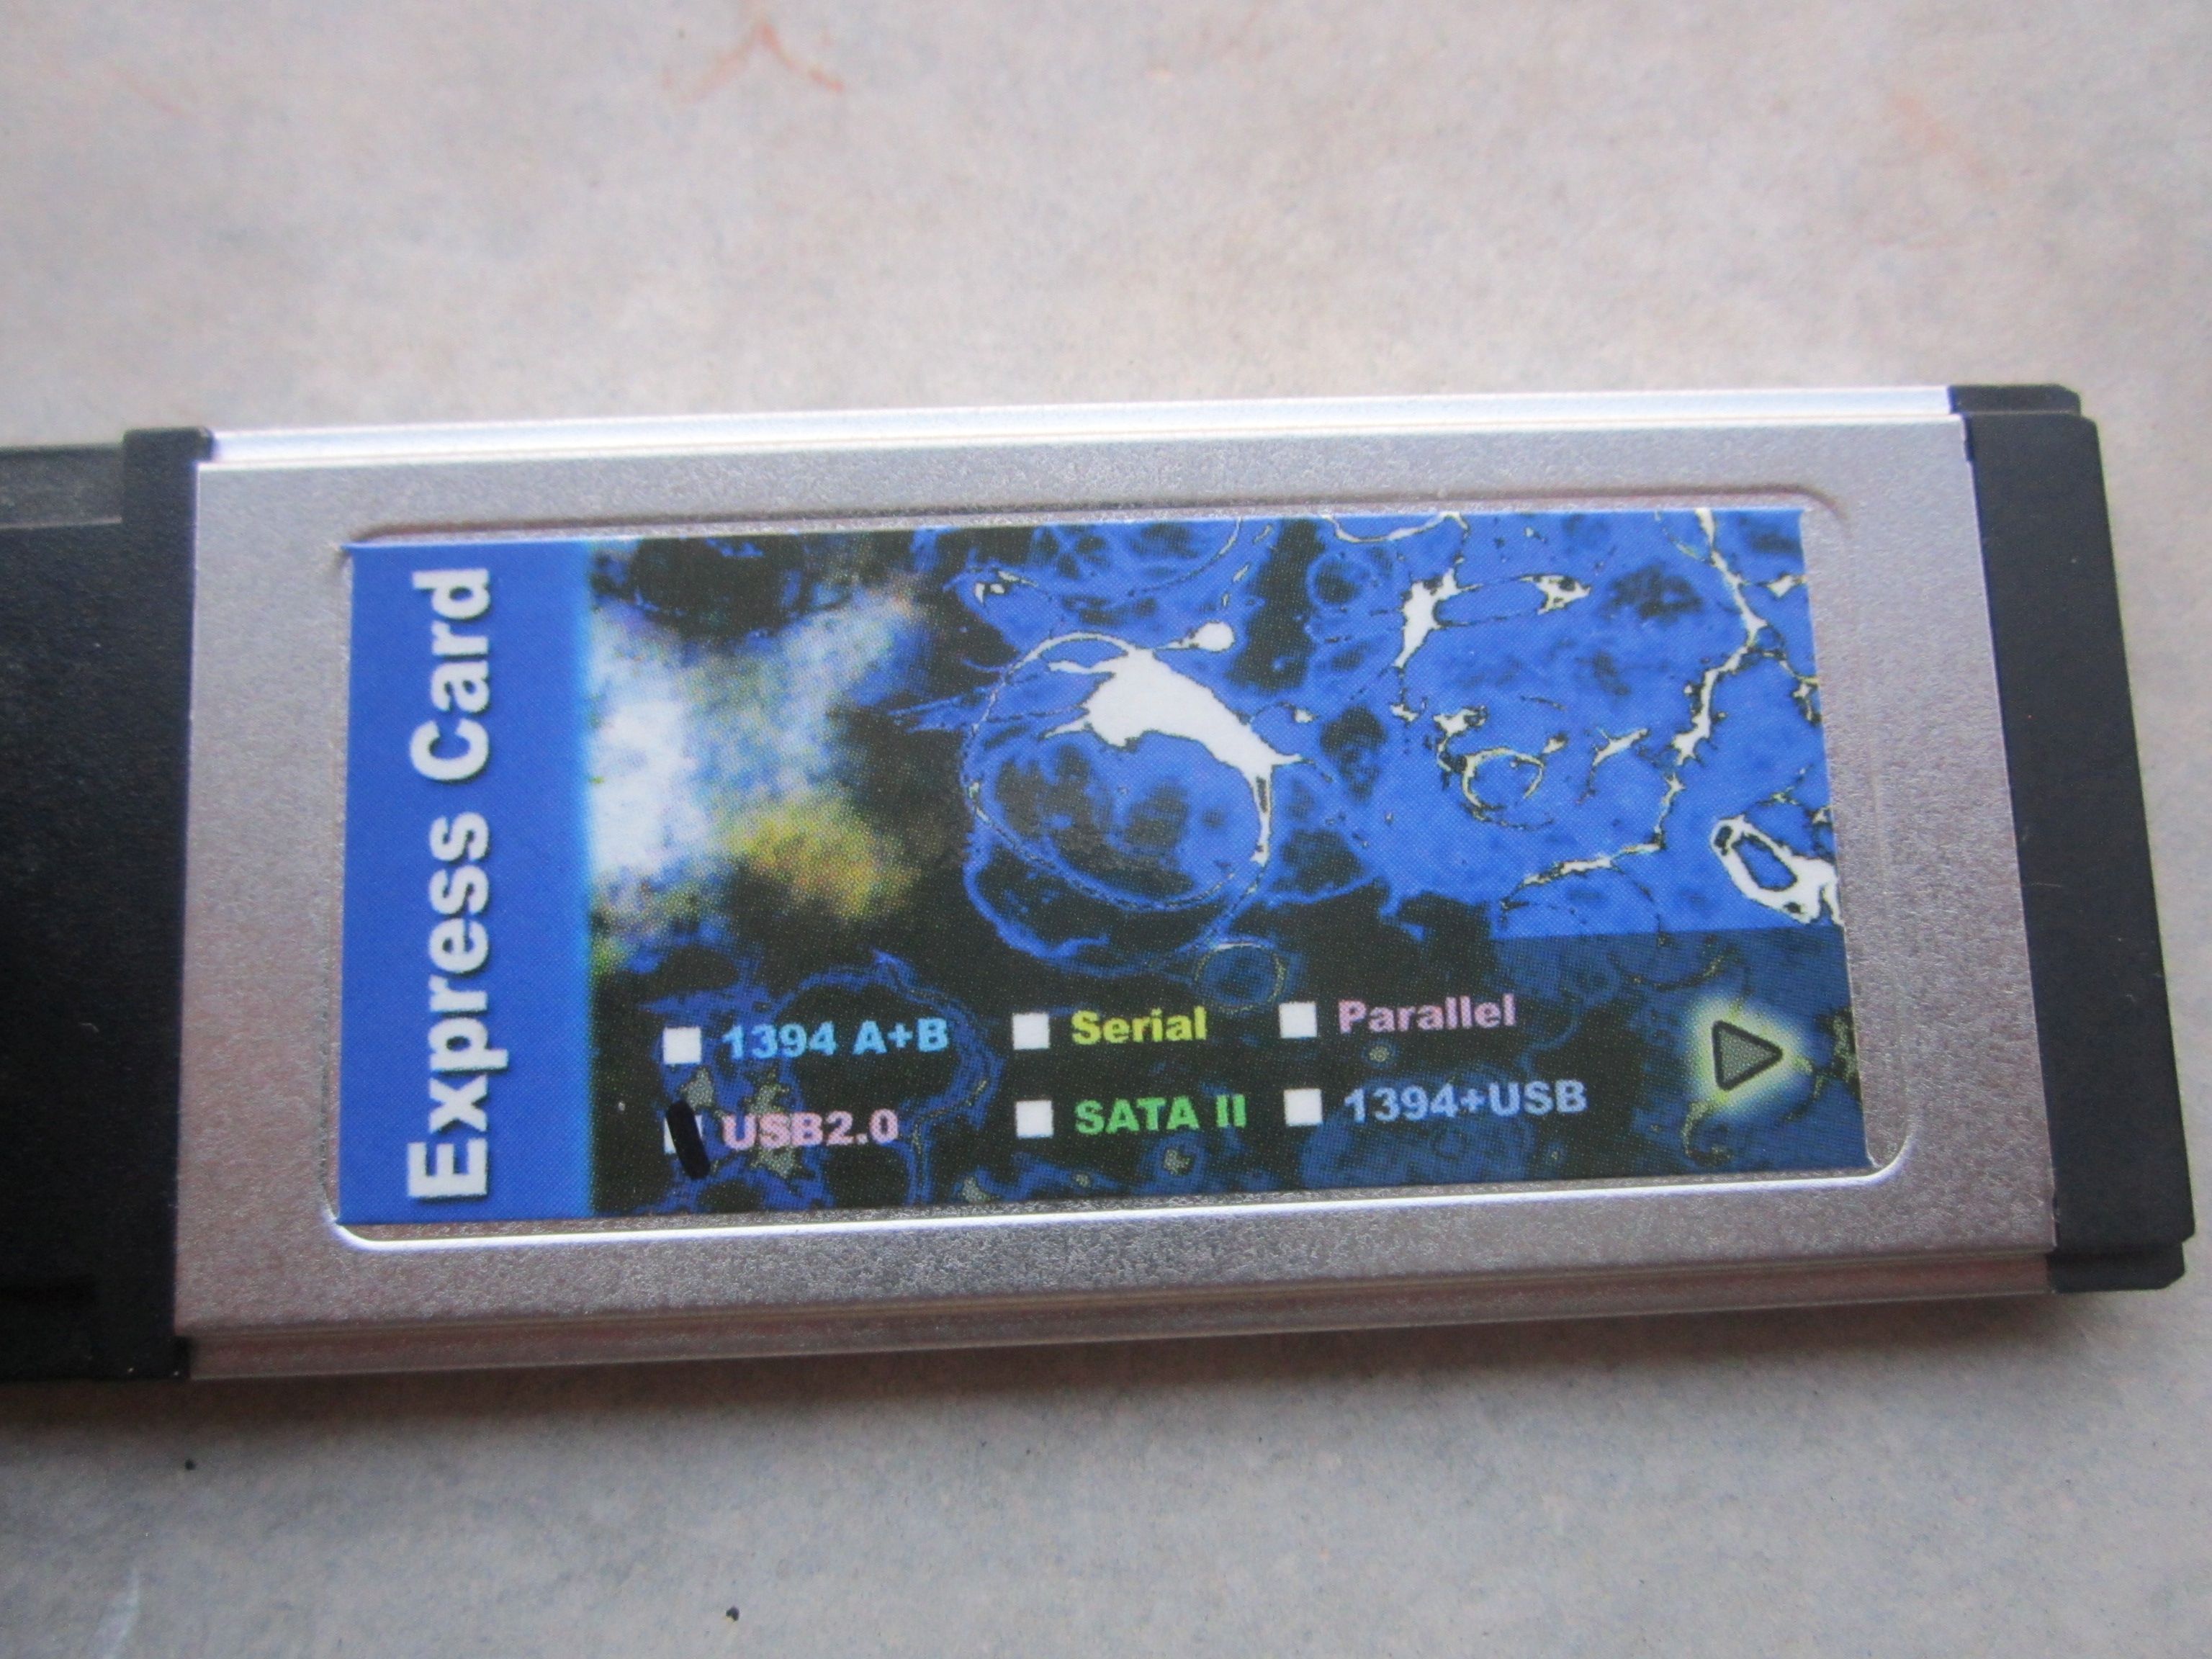 Express Card
1394 A+B Serial Parallel
USB2.0 SATA II 1394+USB